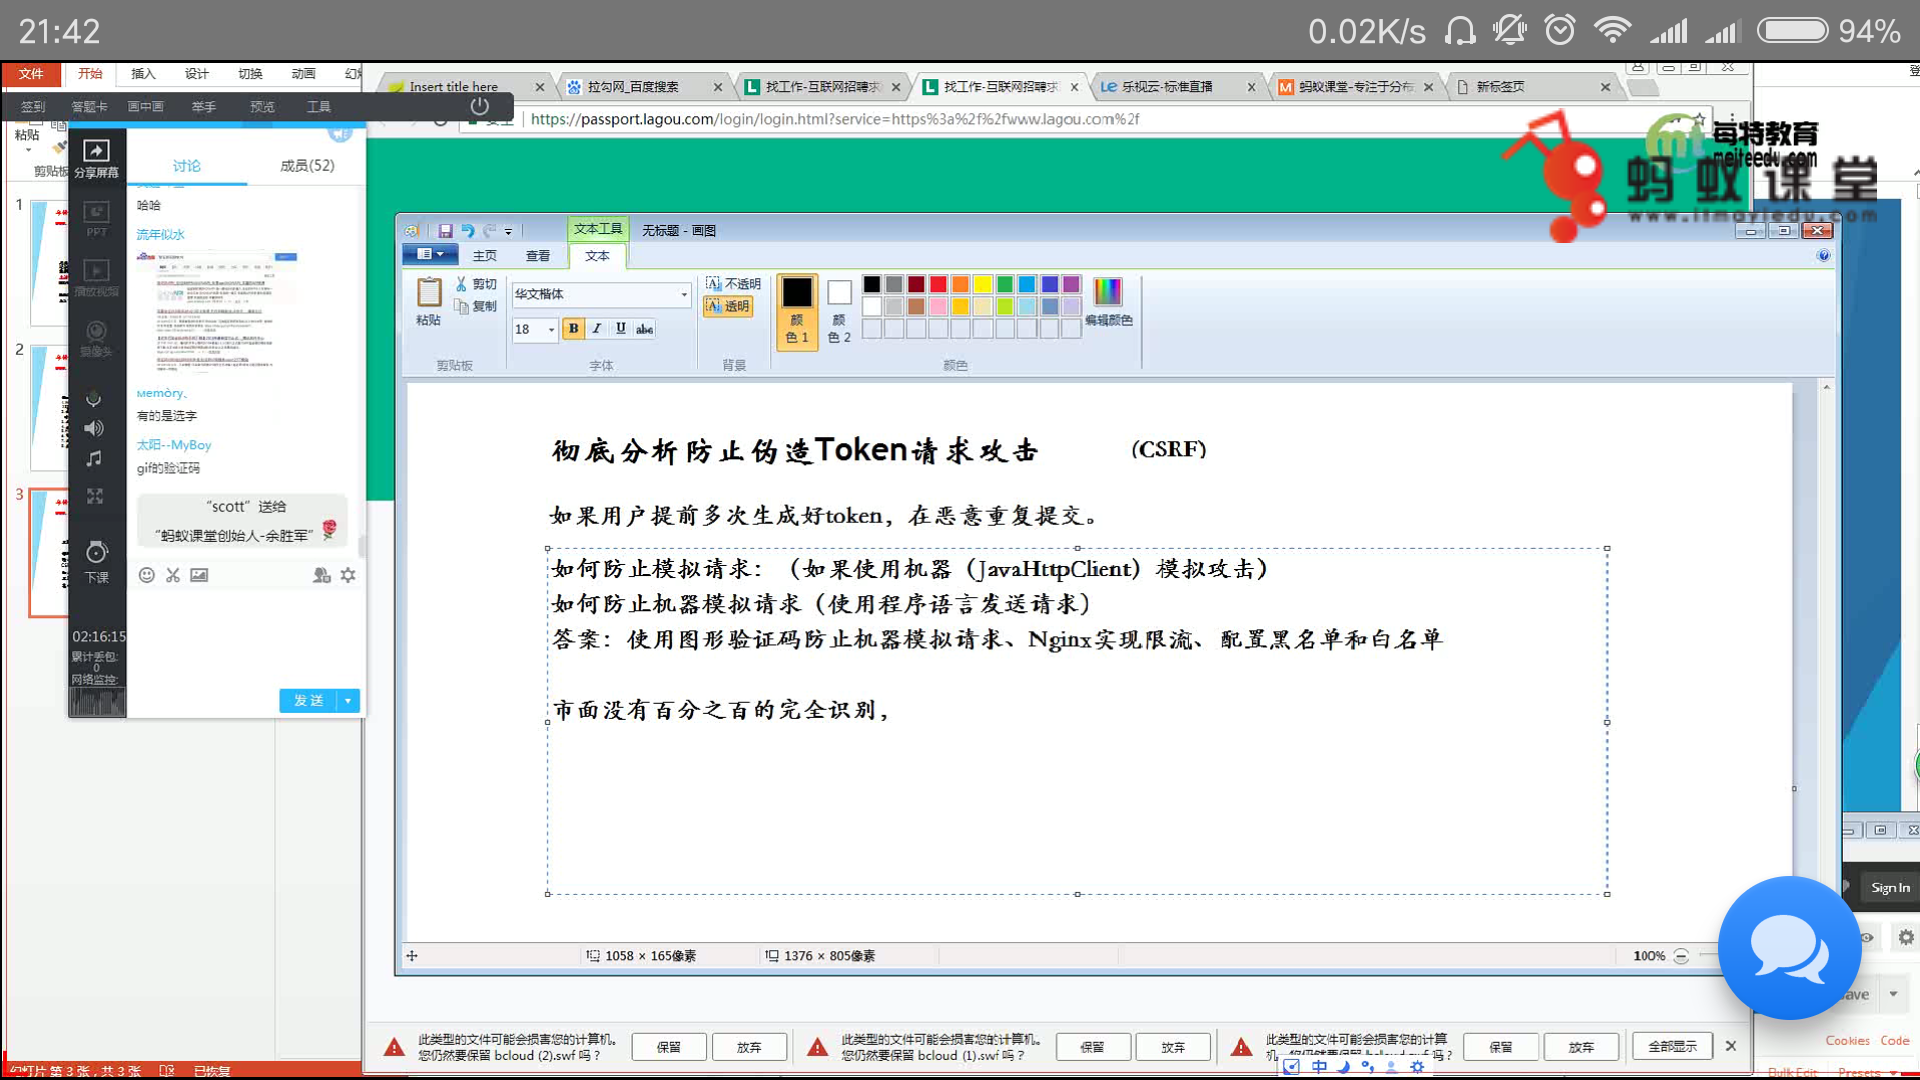 21:42
0.02K/s
94%
文件 开始 插入 设计 切换 动画
Insert title here
拉勾网_百度搜索
找工作-互联网招聘求
找工作-互联网招聘求
乐视云-标准直播
蚂蚁课堂-专注于分布
新标签页
签到 答题卡 画中画 举手 预览 工具
https://passport.lagou.com/login/login.html?service=https%3a%2f%2fwww.lagou.com%2f
每特教育
meiteedu.com
蚂蚁课堂
www.itmayiedu.com
粘贴
剪贴板
分享屏幕
PPT
播放视频
摄像头
下课
02:16:15
累计丢包:
0
网络监控:
讨论
成员(52)
哈哈
流年似水
Memory、
有的是选字
太阳--MyBoy
gif的验证码
“scott”送给
“蚂蚁课堂创始人-余胜军”
发送
1
2
3
文本工具
无标题 - 画图
主页 查看 文本
粘贴
剪切
复制
剪贴板
华文楷体
18
B I U abc
字体
不透明
透明
背景
颜
色 1
颜
色 2
编辑颜色
颜色
彻底分析防止伪造Token请求攻击 (CSRF)
如果用户提前多次生成好token，在恶意重复提交。
如何防止模拟请求：（如果使用机器（JavaHttpClient）模拟攻击）
如何防止机器模拟请求（使用程序语言发送请求）
答案：使用图形验证码防止机器模拟请求、Nginx实现限流、配置黑名单和白名单
市面没有百分之百的完全识别，
1058 × 165像素
1376 × 805像素
100%
Sign In
Cookies Code
Bulk Edit Presets
此类型的文件可能会损害您的计算机。
您仍然要保留 bcloud (2).swf 吗？
保留 放弃
此类型的文件可能会损害您的计算机。
您仍然要保留 bcloud (1).swf 吗？
保留 放弃
此类型的文件可能会损害您的计算
保留 放弃
全部显示
中
幻灯片 第 3 张，共 3 张 已恢复